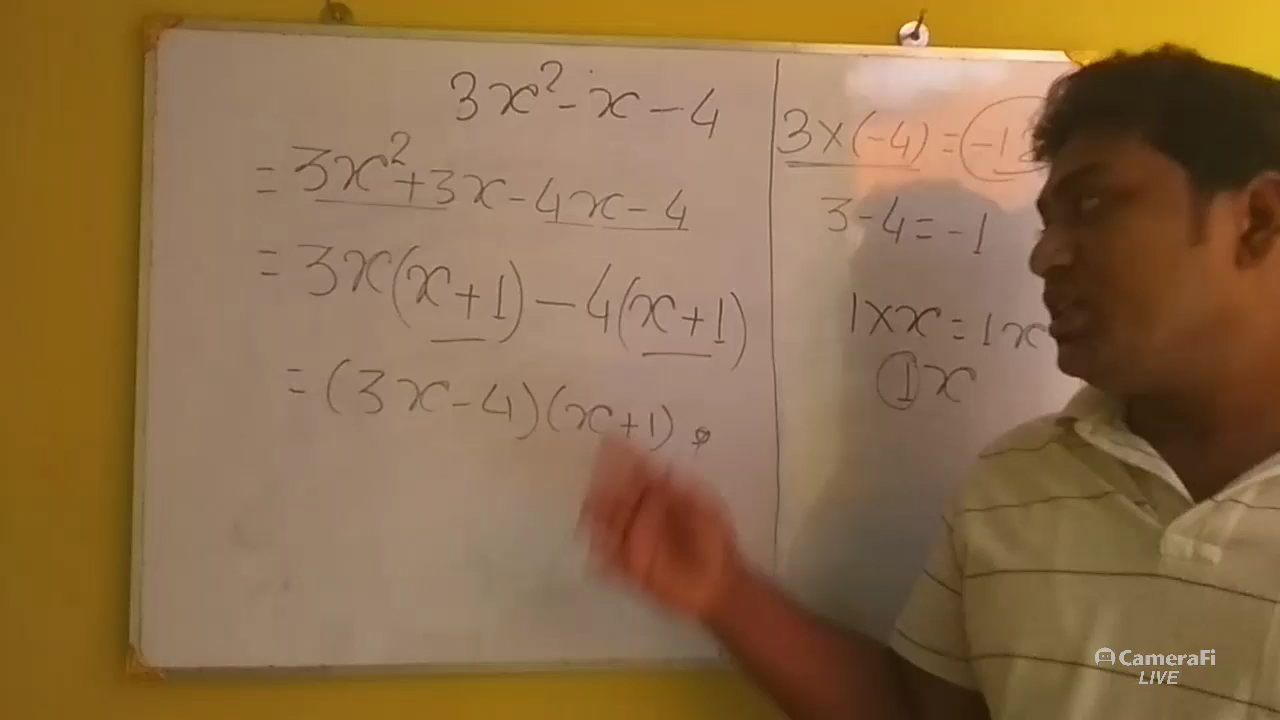 3x² - x - 4
= 3x² + 3x - 4x - 4
= 3x(x+1) - 4(x+1)
= (3x - 4)(x+1).
3 × (-4) = -12
3 - 4 = -1
1 × x = 1x
1x
CameraFi
LIVE